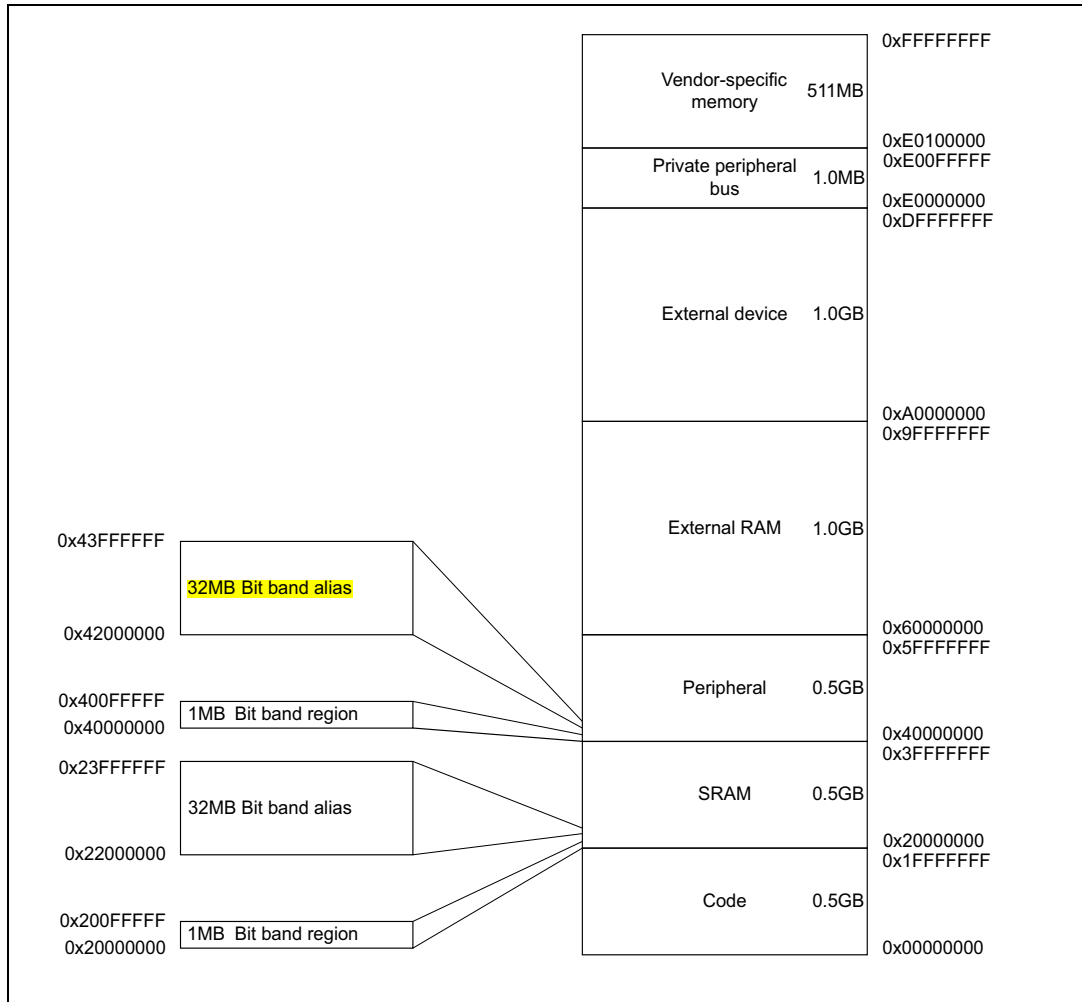 0xFFFFFFFF
Vendor-specific
memory
511MB
0xE0100000
0xE00FFFFF
Private peripheral
bus
1.0MB
0xE0000000
0xDFFFFFFF
External device
1.0GB
0xA0000000
0x9FFFFFFF
External RAM
1.0GB
0x60000000
0x5FFFFFFF
Peripheral
0.5GB
0x40000000
0x3FFFFFFF
SRAM
0.5GB
0x20000000
0x1FFFFFFF
Code
0.5GB
0x00000000
0x43FFFFFF
32MB Bit band alias
0x42000000
0x400FFFFF
1MB Bit band region
0x40000000
0x23FFFFFF
32MB Bit band alias
0x22000000
0x200FFFFF
1MB Bit band region
0x20000000